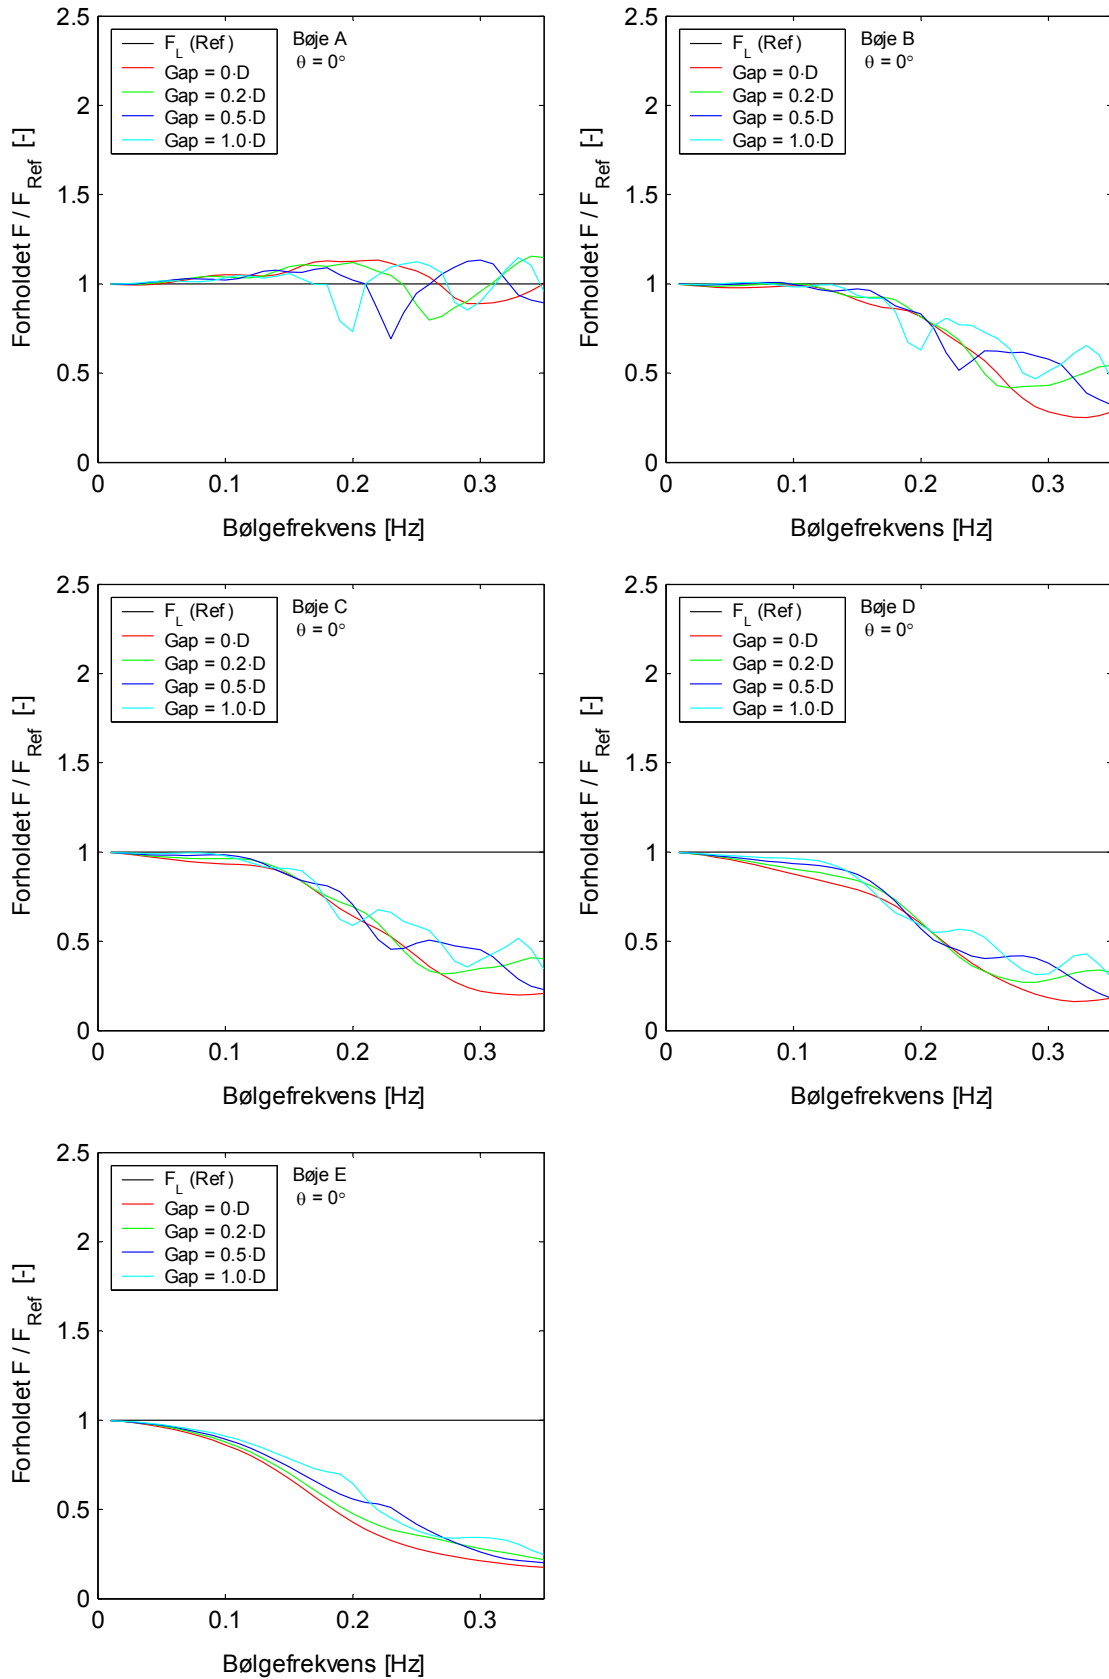 2.5
2
1.5
1
0.5
0
0 0.1 0.2 0.3
Forholdet F / F_Ref [-]
Bølgefrekvens [Hz]
F_L (Ref)
Gap = 0·D
Gap = 0.2·D
Gap = 0.5·D
Gap = 1.0·D
Bøje A
θ = 0°
2.5
2
1.5
1
0.5
0
0 0.1 0.2 0.3
Forholdet F / F_Ref [-]
Bølgefrekvens [Hz]
F_L (Ref)
Gap = 0·D
Gap = 0.2·D
Gap = 0.5·D
Gap = 1.0·D
Bøje B
θ = 0°
2.5
2
1.5
1
0.5
0
0 0.1 0.2 0.3
Forholdet F / F_Ref [-]
Bølgefrekvens [Hz]
F_L (Ref)
Gap = 0·D
Gap = 0.2·D
Gap = 0.5·D
Gap = 1.0·D
Bøje C
θ = 0°
2.5
2
1.5
1
0.5
0
0 0.1 0.2 0.3
Forholdet F / F_Ref [-]
Bølgefrekvens [Hz]
F_L (Ref)
Gap = 0·D
Gap = 0.2·D
Gap = 0.5·D
Gap = 1.0·D
Bøje D
θ = 0°
2.5
2
1.5
1
0.5
0
0 0.1 0.2 0.3
Forholdet F / F_Ref [-]
Bølgefrekvens [Hz]
F_L (Ref)
Gap = 0·D
Gap = 0.2·D
Gap = 0.5·D
Gap = 1.0·D
Bøje E
θ = 0°